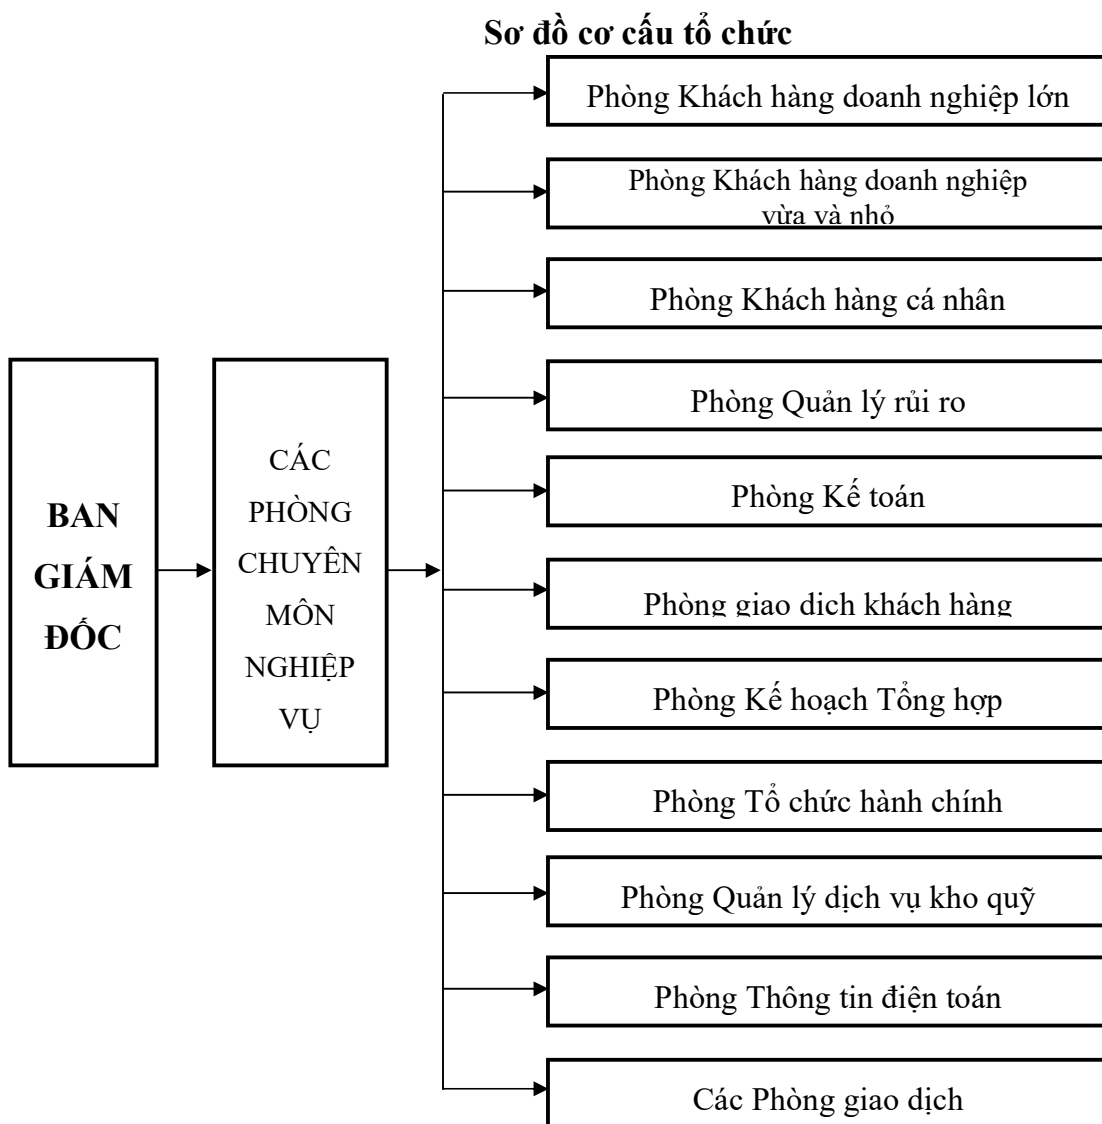 Sơ đồ cơ cấu tổ chức
Phòng Khách hàng doanh nghiệp lớn
Phòng Khách hàng doanh nghiệp
vừa và nhỏ
Phòng Khách hàng cá nhân
Phòng Quản lý rủi ro
Phòng Kế toán
Phòng giao dịch khách hàng
Phòng Kế hoạch Tổng hợp
Phòng Tổ chức hành chính
Phòng Quản lý dịch vụ kho quỹ
Phòng Thông tin điện toán
Các Phòng giao dịch
BAN
GIÁM
ĐỐC
CÁC
PHÒNG
CHUYÊN
MÔN
NGHIỆP
VỤ